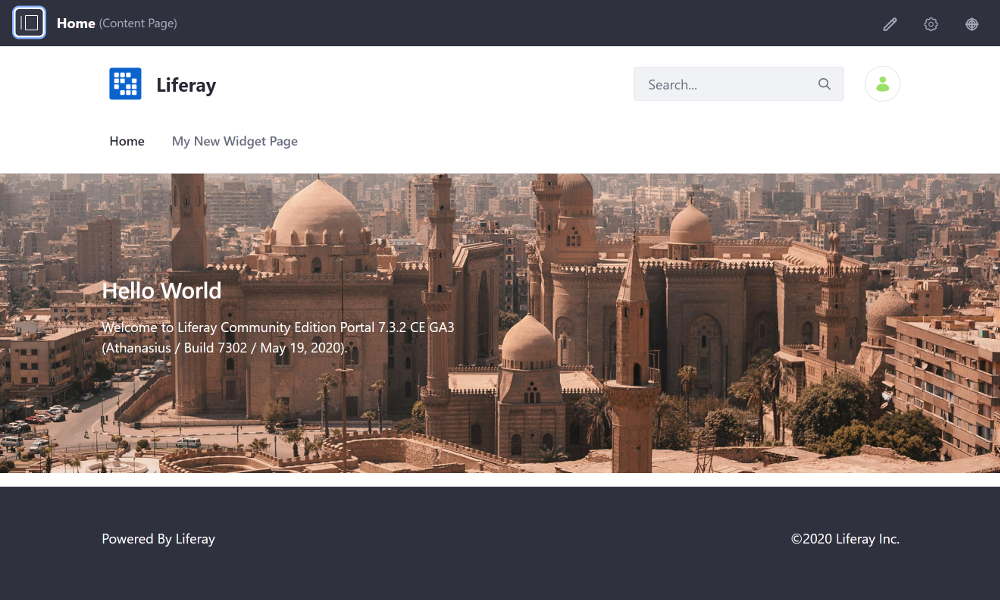 Home (Content Page)
Liferay
Search...
Home My New Widget Page
Hello World
Welcome to Liferay Community Edition Portal 7.3.2 CE GA3
(Athanasius / Build 7302 / May 19, 2020).
Powered By Liferay
©2020 Liferay Inc.